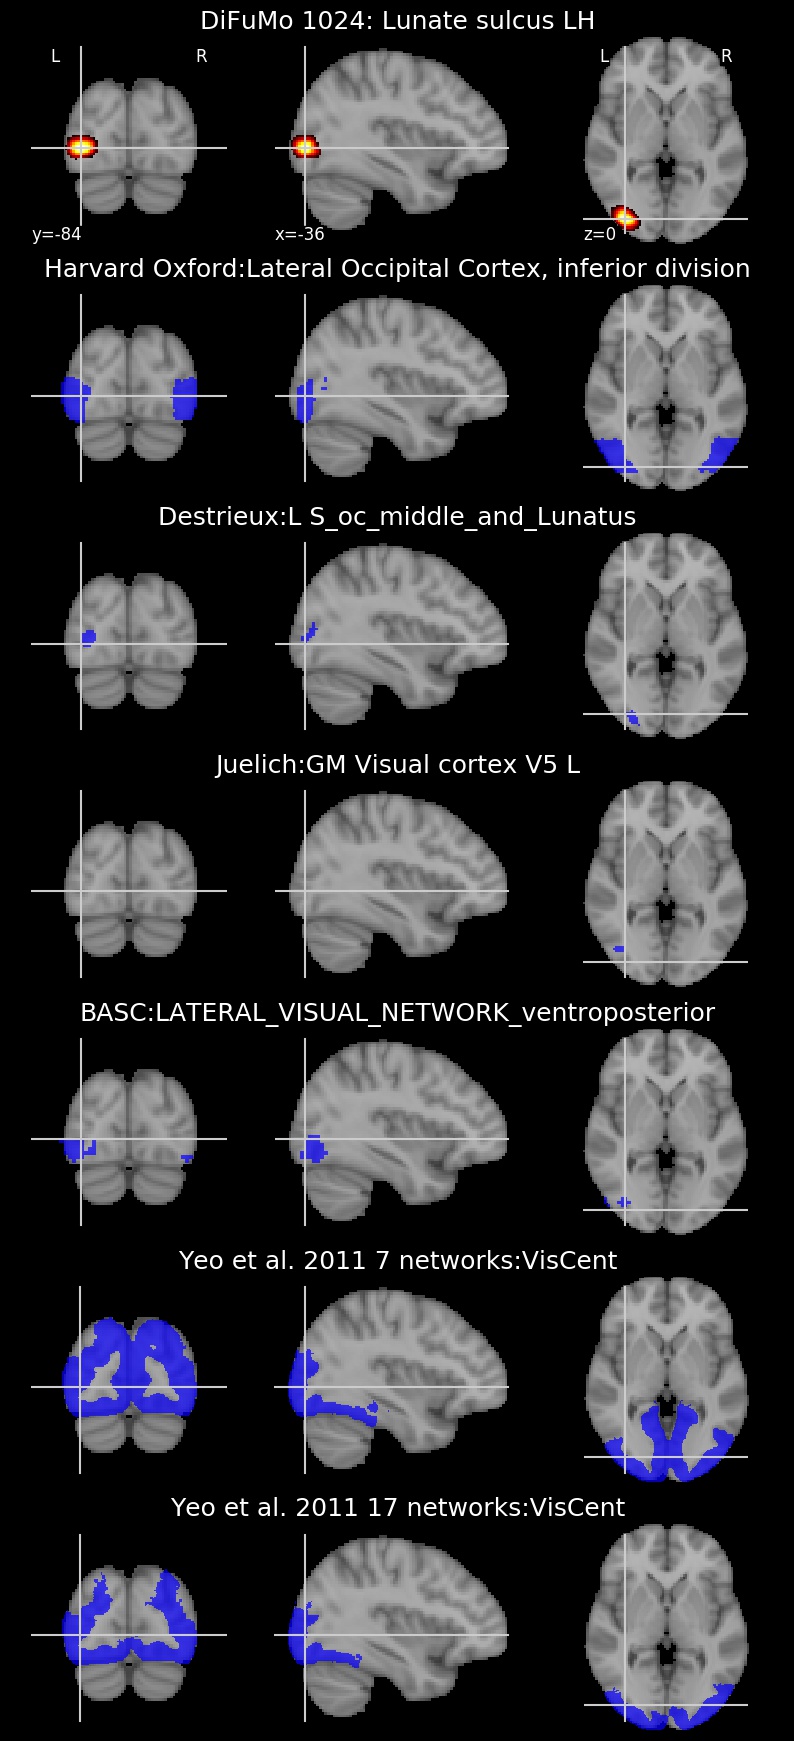 DiFuMo 1024: Lunate sulcus LH
L R L R
y=-84 x=-36 z=0
Harvard Oxford:Lateral Occipital Cortex, inferior division
Destrieux:L S_oc_middle_and_Lunatus
Juelich:GM Visual cortex V5 L
BASC:LATERAL_VISUAL_NETWORK_ventroposterior
Yeo et al. 2011 7 networks:VisCent
Yeo et al. 2011 17 networks:VisCent